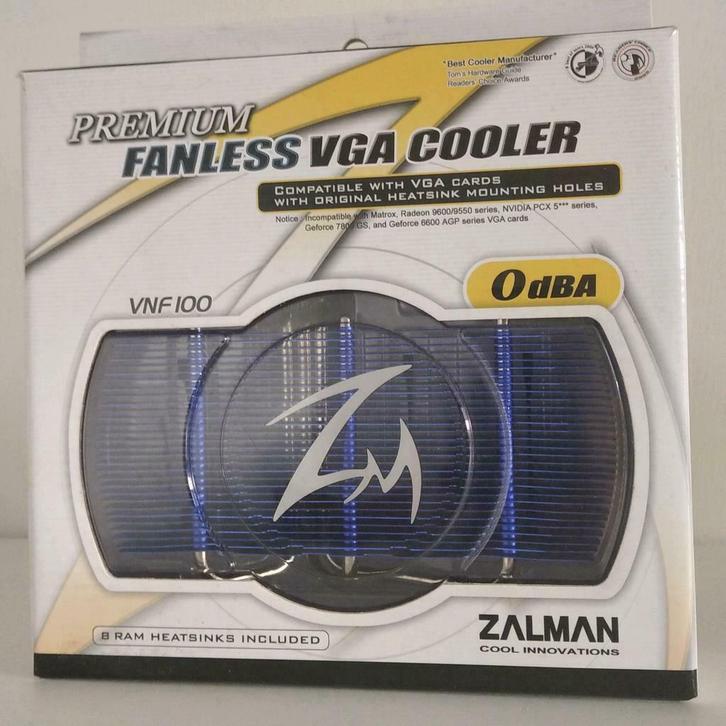 "Best Cooler Manufacturer"
Tom's Hardware Guide
Readers' Choice Awards
PREMIUM
FANLESS VGA COOLER
COMPATIBLE WITH VGA CARDS
WITH ORIGINAL HEATSINK MOUNTING HOLES
Notice : Incompatible with Matrox, Radeon 9600/9550 series, NVIDIA PCX 5*** series,
Geforce 7800 GS, and Geforce 6600 AGP series VGA cards
0 dBA
VNF100
ZM
8 RAM HEATSINKS INCLUDED
ZALMAN
COOL INNOVATIONS